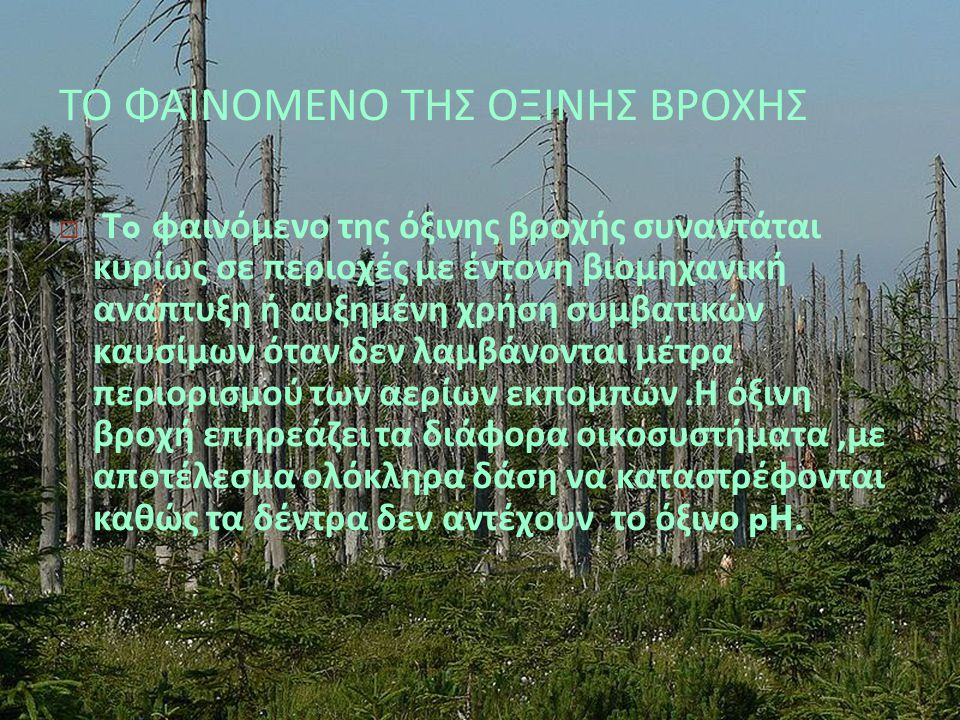 ΤΟ ΦΑΙΝΟΜΕΝΟ ΤΗΣ ΟΞΙΝΗΣ ΒΡΟΧΗΣ
Το φαινόμενο της όξινης βροχής συναντάται
κυρίως σε περιοχές με έντονη βιομηχανική
ανάπτυξη ή αυξημένη χρήση συμβατικών
καυσίμων όταν δεν λαμβάνονται μέτρα
περιορισμού των αερίων εκπομπών .Η όξινη
βροχή επηρεάζει τα διάφορα οικοσυστήματα ,με
αποτέλεσμα ολόκληρα δάση να καταστρέφονται
καθώς τα δέντρα δεν αντέχουν το όξινο pH.